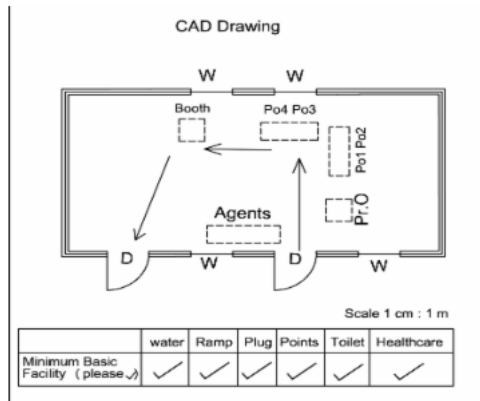 CAD Drawing
W W
Booth Po4 Po3
Po1 Po2
Pr.O
Agents
D W D W
Scale 1 cm : 1 m
water Ramp Plug Points Toilet Healthcare
Minimum Basic
Facility ( please ✓) ✓ ✓ ✓ ✓ ✓ ✓